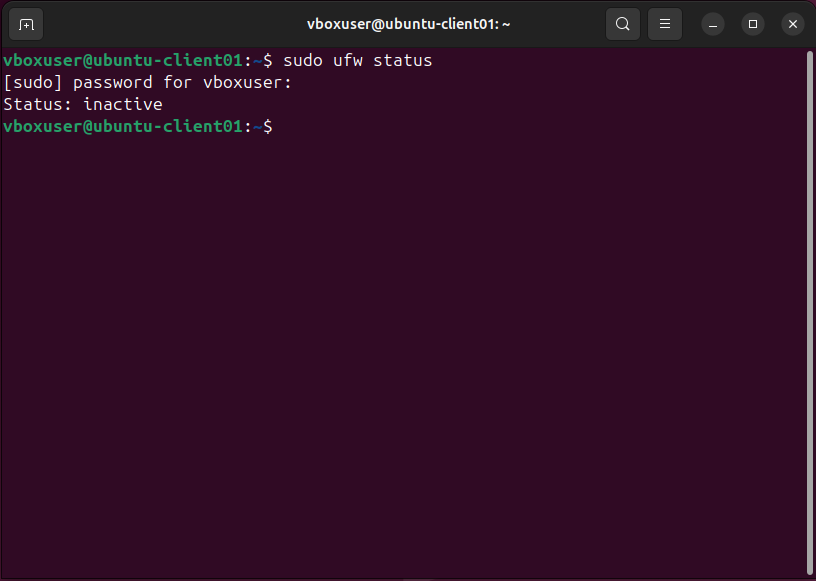 vboxuser@ubuntu-client01: ~
vboxuser@ubuntu-client01:~$ sudo ufw status
[sudo] password for vboxuser:
Status: inactive
vboxuser@ubuntu-client01:~$